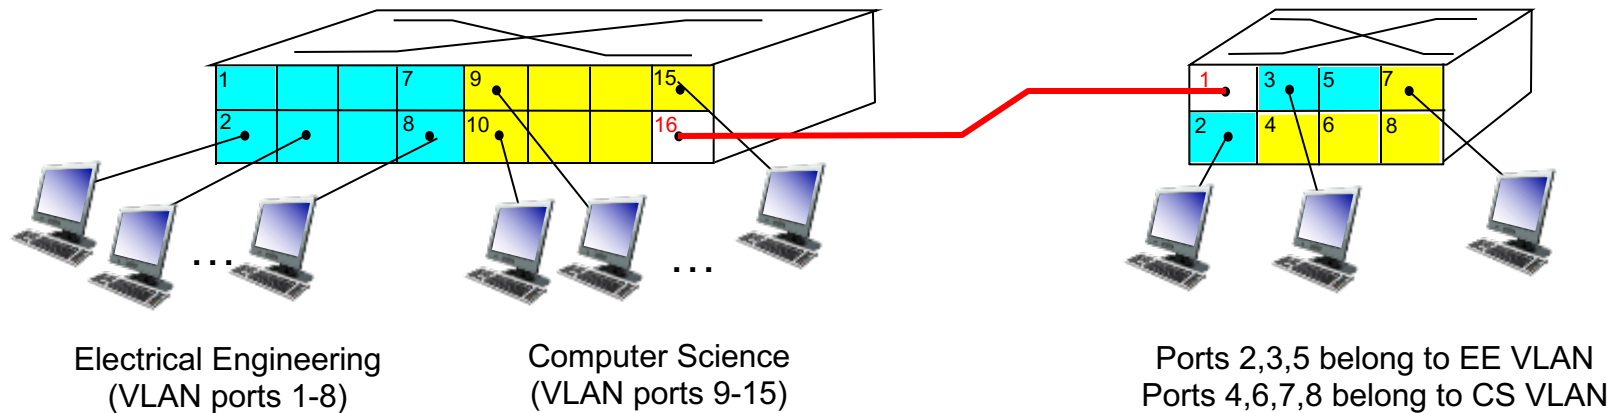 1 7 9 15
2 8 10 16
1 3 5 7
2 4 6 8
...
...
Electrical Engineering
(VLAN ports 1-8)
Computer Science
(VLAN ports 9-15)
Ports 2,3,5 belong to EE VLAN
Ports 4,6,7,8 belong to CS VLAN